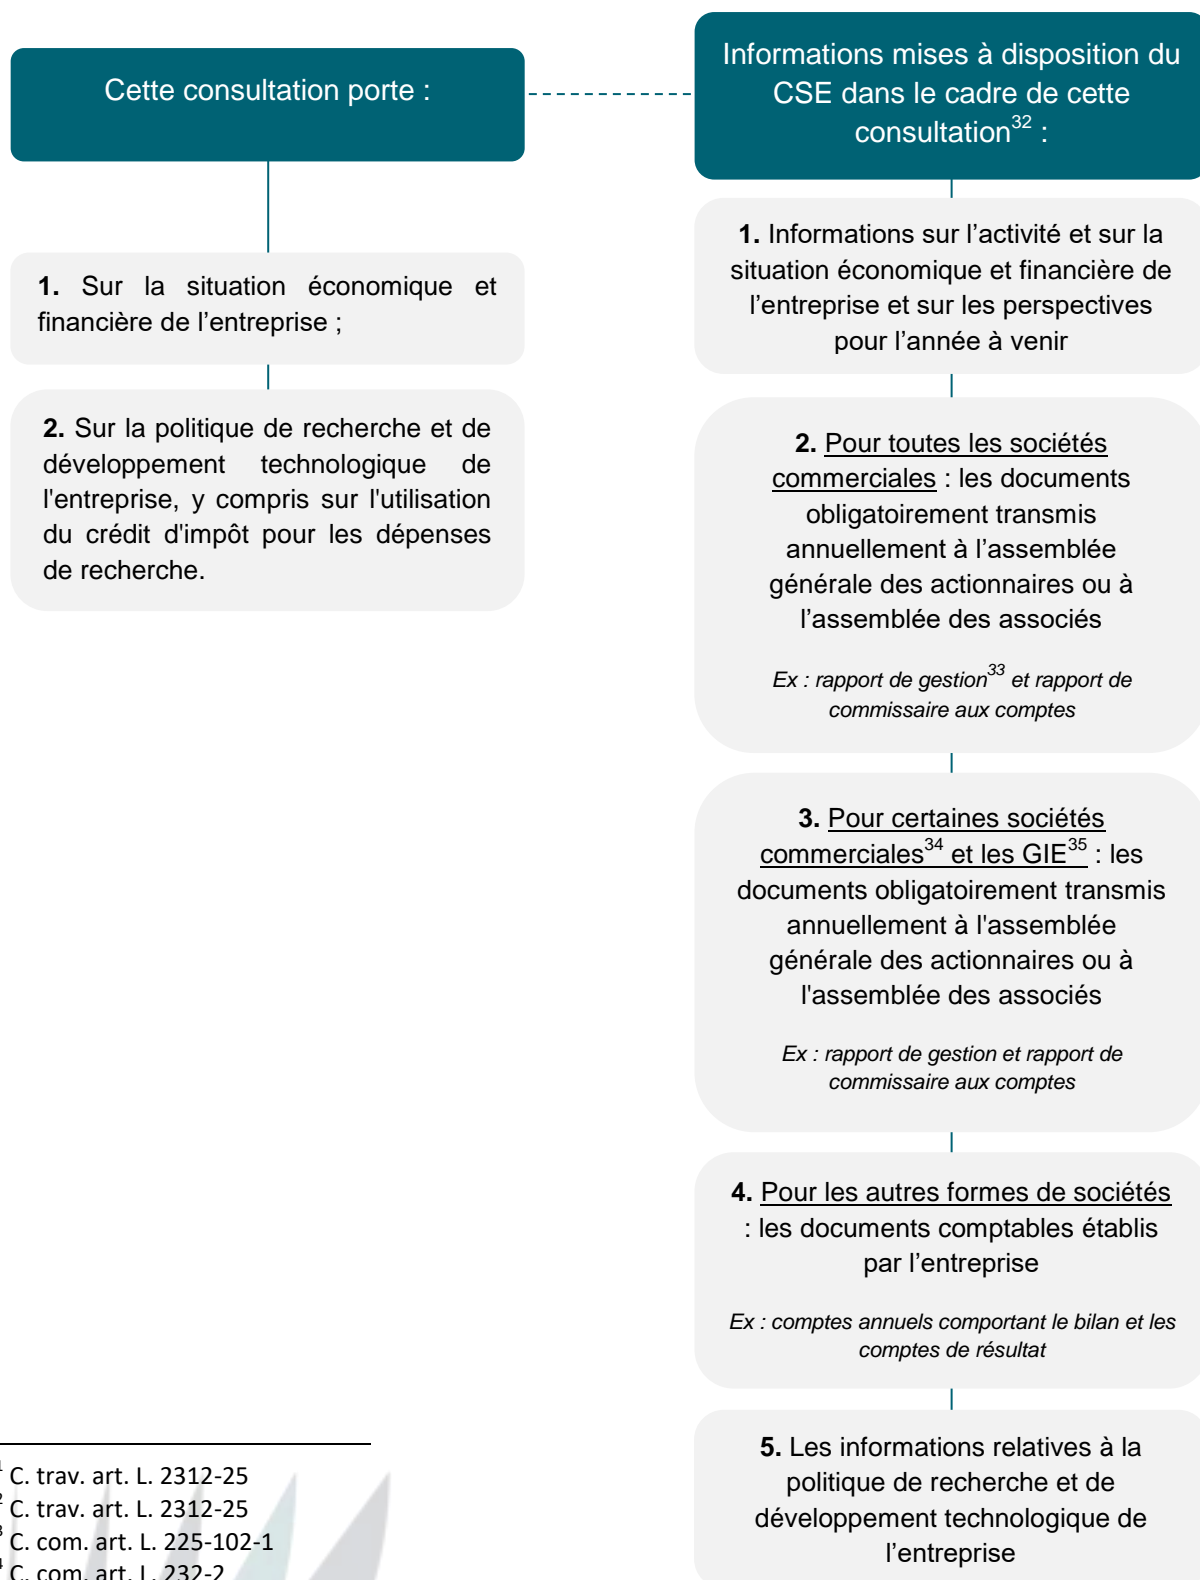 Cette consultation porte :
1. Sur la situation économique et
financière de l’entreprise ;
2. Sur la politique de recherche et de
développement technologique de
l'entreprise, y compris sur l'utilisation
du crédit d'impôt pour les dépenses
de recherche.
Informations mises à disposition du
CSE dans le cadre de cette
consultation32 :
1. Informations sur l’activité et sur la
situation économique et financière de
l’entreprise et sur les perspectives
pour l’année à venir
2. Pour toutes les sociétés
commerciales : les documents
obligatoirement transmis
annuellement à l’assemblée
générale des actionnaires ou à
l’assemblée des associés
Ex : rapport de gestion33 et rapport de
commissaire aux comptes
3. Pour certaines sociétés
commerciales34 et les GIE35 : les
documents obligatoirement transmis
annuellement à l'assemblée
générale des actionnaires ou à
l'assemblée des associés
Ex : rapport de gestion et rapport de
commissaire aux comptes
4. Pour les autres formes de sociétés
: les documents comptables établis
par l’entreprise
Ex : comptes annuels comportant le bilan et les
comptes de résultat
5. Les informations relatives à la
politique de recherche et de
développement technologique de
l’entreprise
1 C. trav. art. L. 2312-25
2 C. trav. art. L. 2312-25
3 C. com. art. L. 225-102-1
4 C. com. art. L. 232-2